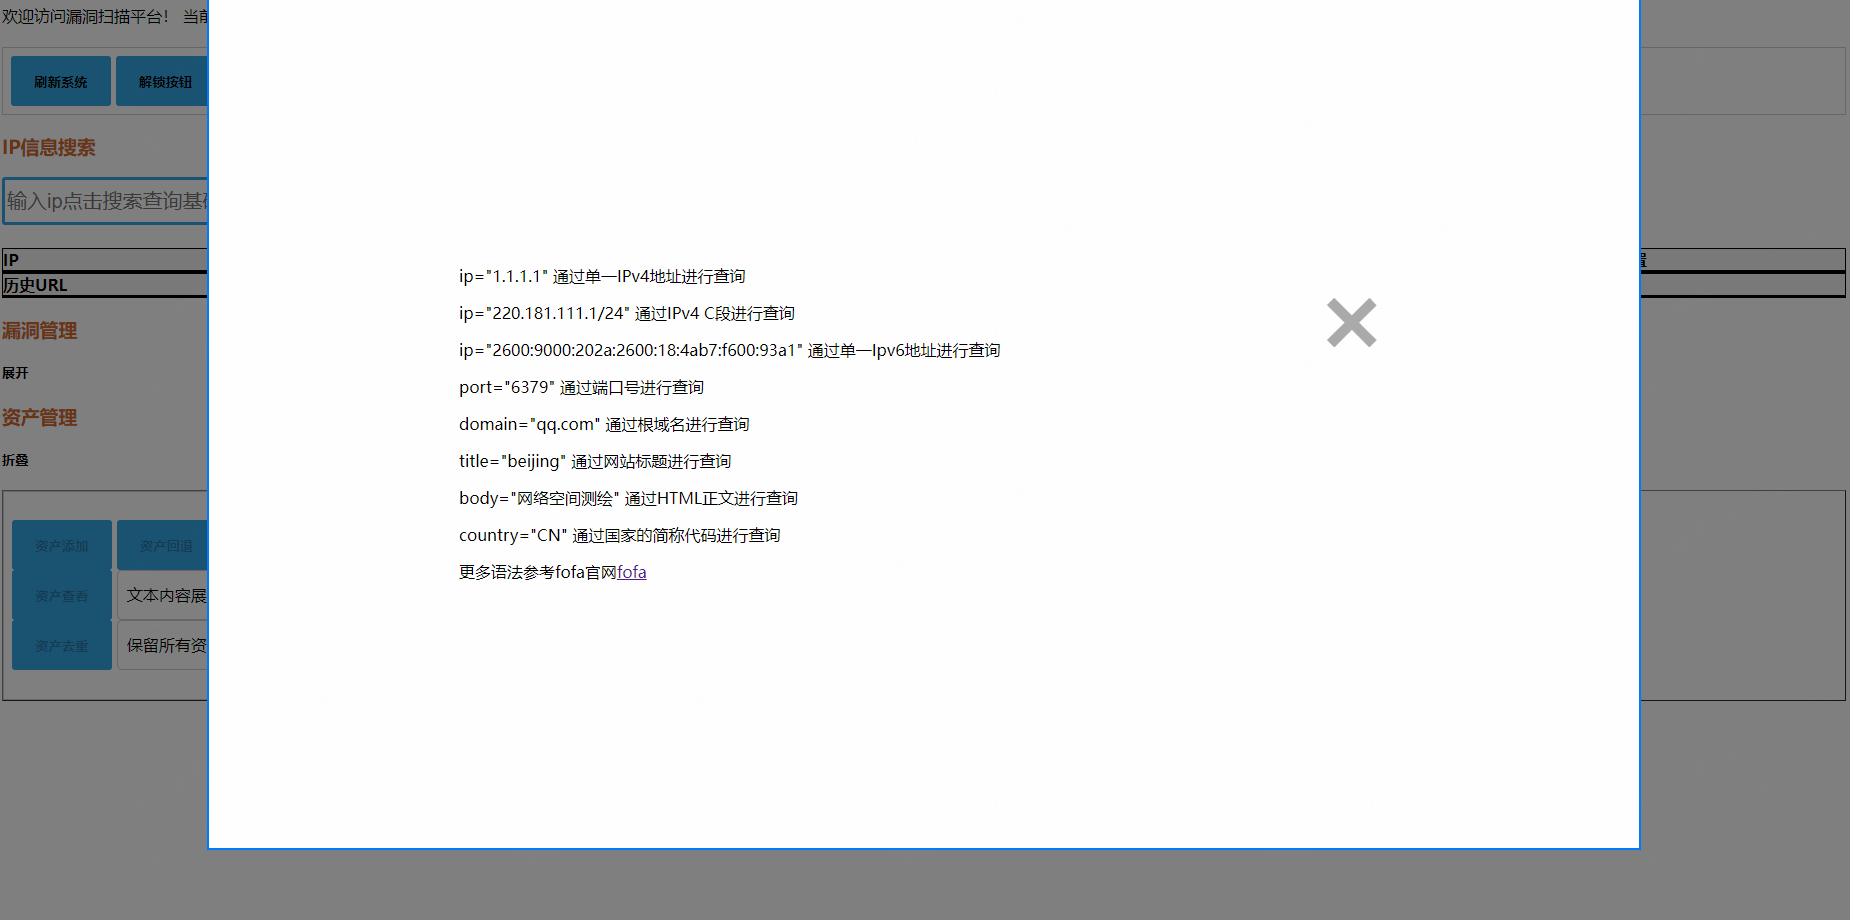 欢迎访问漏洞扫描平台！ 当前
刷新系统 解锁按钮
IP信息搜索
输入ip点击搜索查询基
IP
历史URL
漏洞管理
展开
资产管理
折叠
资产添加 资产回退
资产查看 文本内容展
资产去重 保留所有资
ip="1.1.1.1" 通过单一IPv4地址进行查询
ip="220.181.111.1/24" 通过IPv4 C段进行查询
ip="2600:9000:202a:2600:18:4ab7:f600:93a1" 通过单一Ipv6地址进行查询
port="6379" 通过端口号进行查询
domain="qq.com" 通过根域名进行查询
title="beijing" 通过网站标题进行查询
body="网络空间测绘" 通过HTML正文进行查询
country="CN" 通过国家的简称代码进行查询
更多语法参考fofa官网fofa